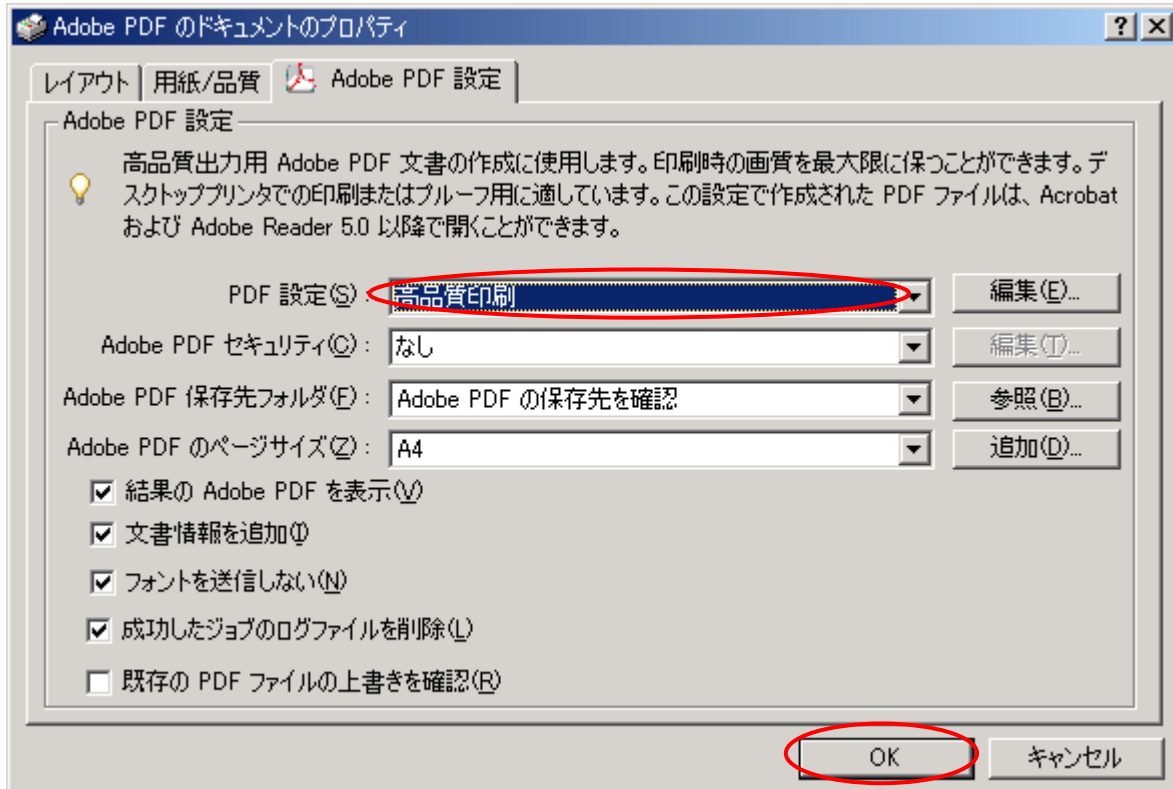 Adobe PDF のドキュメントのプロパティ
レイアウト 用紙/品質 Adobe PDF 設定
Adobe PDF 設定
高品質出力用 Adobe PDF 文書の作成に使用します。印刷時の画質を最大限に保つことができます。デ
スクトッププリンタでの印刷またはプルーフ用に適しています。この設定で作成された PDF ファイルは、Acrobat
および Adobe Reader 5.0 以降で開くことができます。
PDF 設定(S): 高品質印刷 編集(E)...
Adobe PDF セキュリティ(C): なし 編集(T)...
Adobe PDF 保存先フォルダ(F): Adobe PDF の保存先を確認 参照(B)...
Adobe PDF のページサイズ(Z): A4 追加(D)...
結果の Adobe PDF を表示(V)
文書情報を追加(I)
フォントを送信しない(N)
成功したジョブのログファイルを削除(L)
既存の PDF ファイルの上書きを確認(R)
OK キャンセル